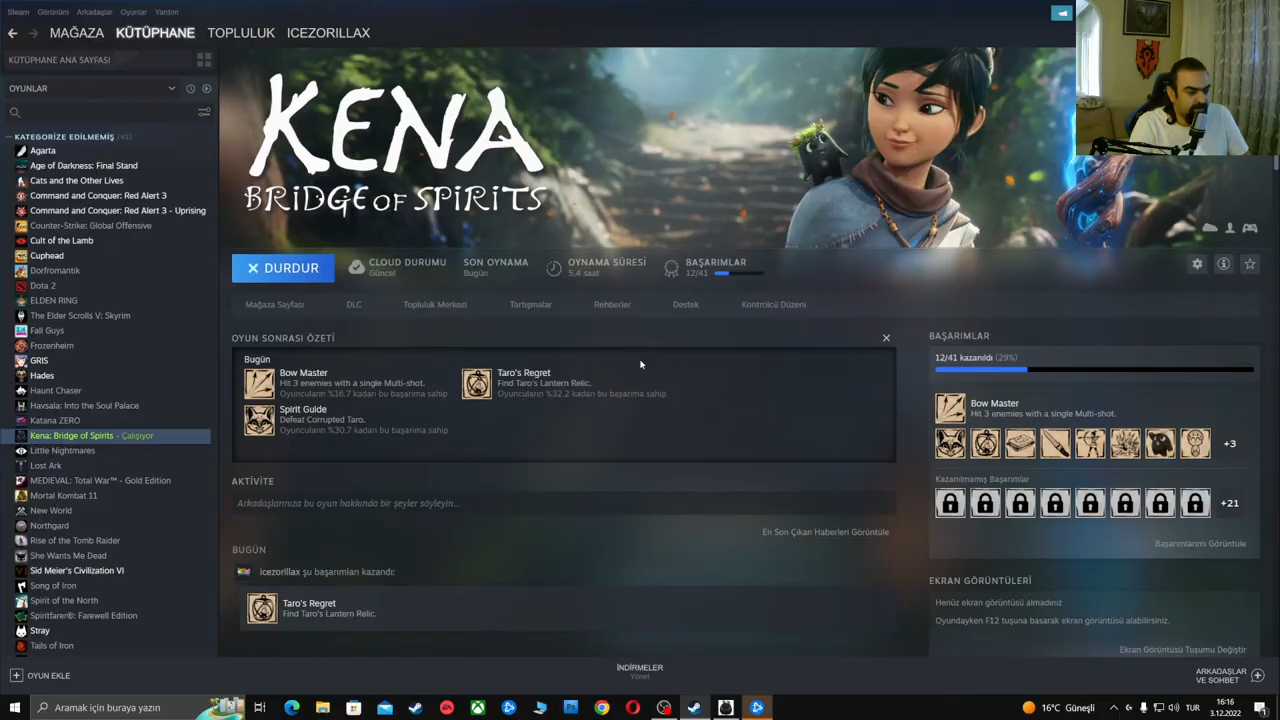 Steam Görünüm Arkadaşlar Oyunlar Yardım
MAĞAZA KÜTÜPHANE TOPLULUK ICEZORILLAX
KÜTÜPHANE ANA SAYFASI
OYUNLAR
KATEGORİZE EDİLMEMİŞ (41)
Agarta
Age of Darkness: Final Stand
Cats and the Other Lives
Command and Conquer: Red Alert 3
Command and Conquer: Red Alert 3 - Uprising
Counter-Strike: Global Offensive
Cult of the Lamb
Cuphead
Dorfromantik
Dota 2
ELDEN RING
The Elder Scrolls V: Skyrim
Fall Guys
Frozenheim
GRIS
Hades
Haunt Chaser
Havsala: Into the Soul Palace
Katana ZERO
Kena: Bridge of Spirits - Çalışıyor
Little Nightmares
Lost Ark
MEDIEVAL: Total War™ - Gold Edition
Mortal Kombat 11
New World
Northgard
Rise of the Tomb Raider
She Wants Me Dead
Sid Meier's Civilization VI
Song of Iron
Spirit of the North
Spiritfarer®: Farewell Edition
Stray
Tails of Iron
OYUN EKLE
KENA
BRIDGE OF SPIRITS
DURDUR
CLOUD DURUMU
Güncel
SON OYNAMA
Bugün
OYNAMA SÜRESİ
5,4 saat
BAŞARIMLAR
12/41
Mağaza Sayfası DLC Topluluk Merkezi Tartışmalar Rehberler Destek Kontrolcü Düzeni
OYUN SONRASI ÖZETİ
Bugün
Bow Master
Hit 3 enemies with a single Multi-shot.
Oyuncuların %16.7 kadarı bu başarıma sahip
Taro's Regret
Find Taro's Lantern Relic.
Oyuncuların %32.2 kadarı bu başarıma sahip
Spirit Guide
Defeat Corrupted Taro.
Oyuncuların %30.7 kadarı bu başarıma sahip
AKTİVİTE
Arkadaşlarınıza bu oyun hakkında bir şeyler söyleyin...
En Son Çıkan Haberleri Görüntüle
BUGÜN
icezorillax şu başarımları kazandı:
Taro's Regret
Find Taro's Lantern Relic.
BAŞARIMLAR
12/41 kazanıldı (29%)
Bow Master
Hit 3 enemies with a single Multi-shot.
+3
Kazanılmamış Başarımlar
+21
Başarımlarımı Görüntüle
EKRAN GÖRÜNTÜLERİ
Henüz ekran görüntüsü almadınız
Oyundayken F12 tuşuna basarak ekran görüntüsü alabilirsiniz.
Ekran Görüntüsü Tuşumu Değiştir
İNDİRMELER
Yönet
ARKADAŞLAR
VE SOHBET
Aramak için buraya yazın
16°C Güneşli
TUR
16:16
3.12.2022